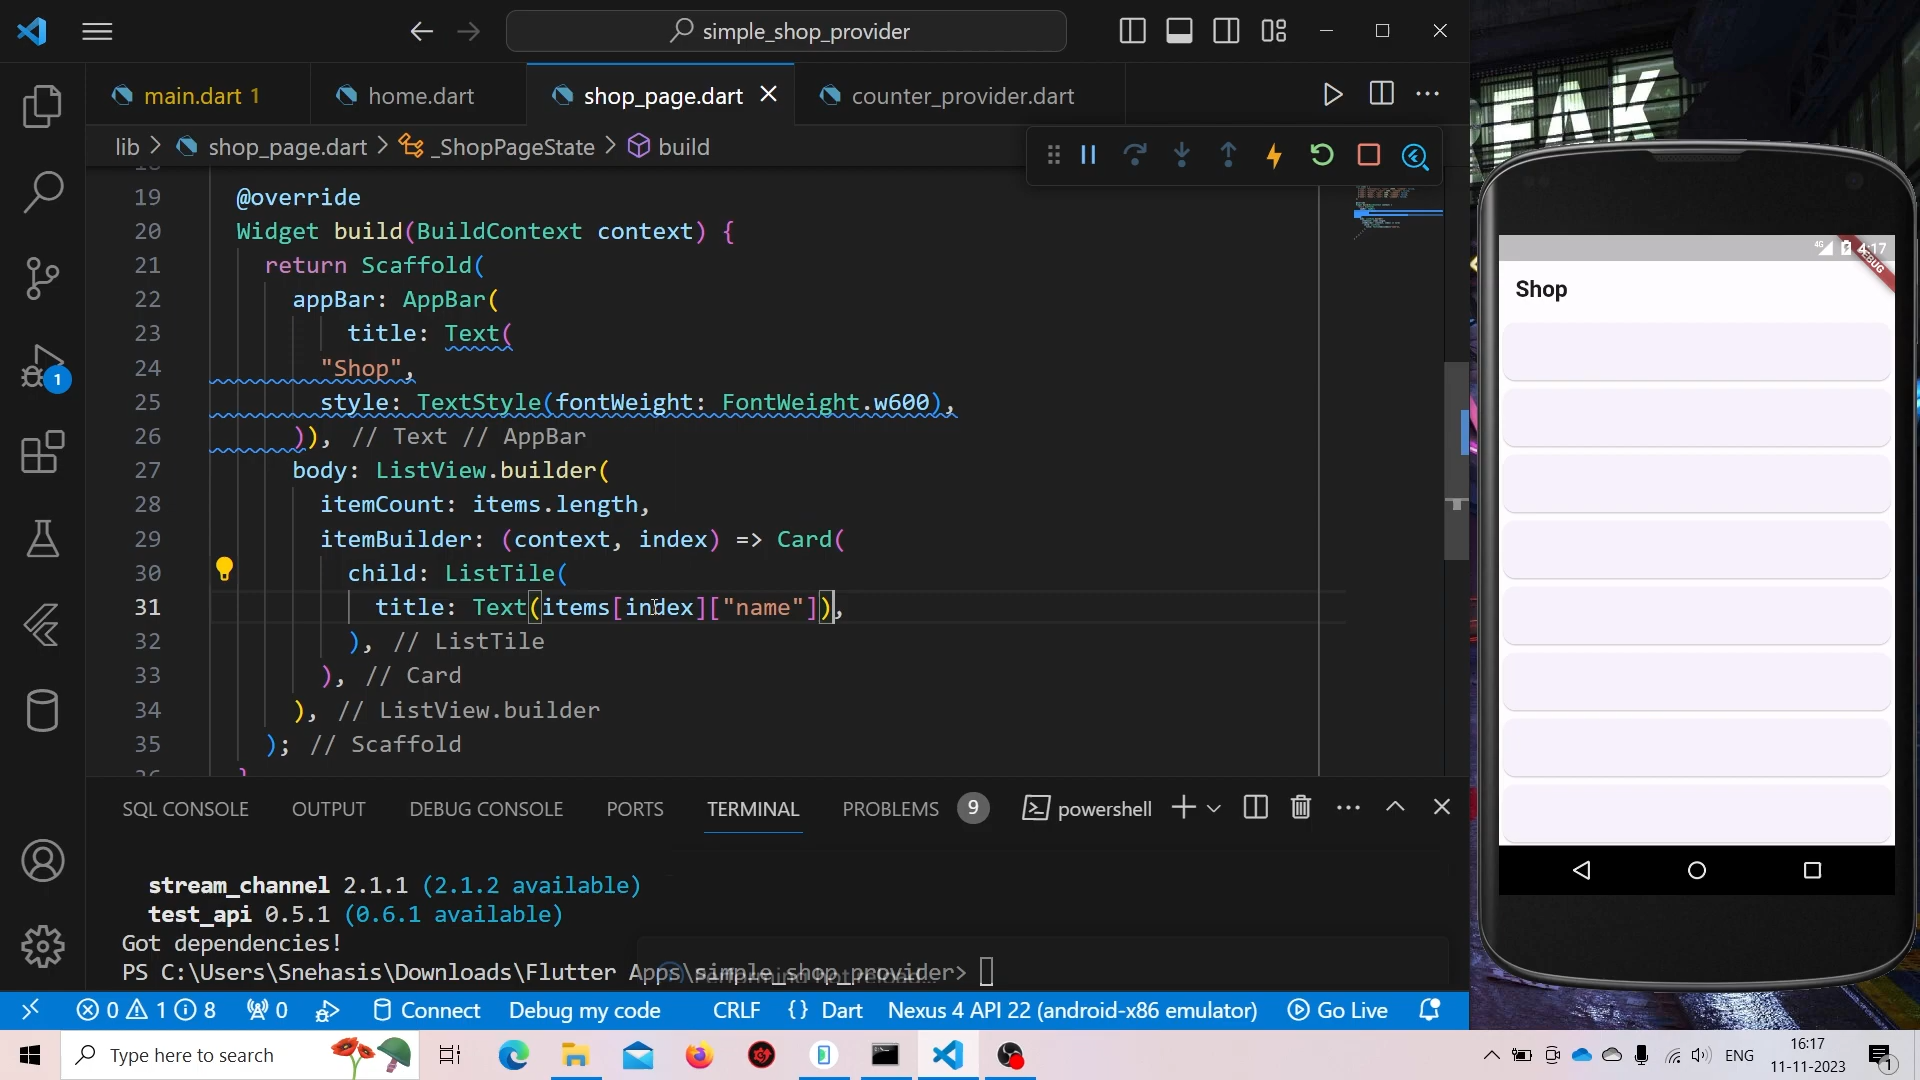 simple_shop_provider
main.dart 1
home.dart
shop_page.dart
counter_provider.dart
lib > shop_page.dart > _ShopPageState > build
19 @override
20 Widget build(BuildContext context) {
21 return Scaffold(
22 appBar: AppBar(
23 title: Text(
24 "Shop",
25 style: TextStyle(fontWeight: FontWeight.w600),
26 )), // Text // AppBar
27 body: ListView.builder(
28 itemCount: items.length,
29 itemBuilder: (context, index) => Card(
30 child: ListTile(
31 title: Text(items[index]["name"]),
32 ), // ListTile
33 ), // Card
34 ), // ListView.builder
35 ); // Scaffold
1
SQL CONSOLE OUTPUT DEBUG CONSOLE PORTS TERMINAL PROBLEMS 9 powershell
stream_channel 2.1.1 (2.1.2 available)
test_api 0.5.1 (0.6.1 available)
Got dependencies!
PS C:\Users\Snehasis\Downloads\Flutter Apps\simple_shop_provider>
0 1 8 0 Connect Debug my code CRLF {} Dart Nexus 4 API 22 (android-x86 emulator) Go Live
Type here to search
ENG
16:17
11-11-2023
1
EAK
4G 4:17
DEBUG
Shop